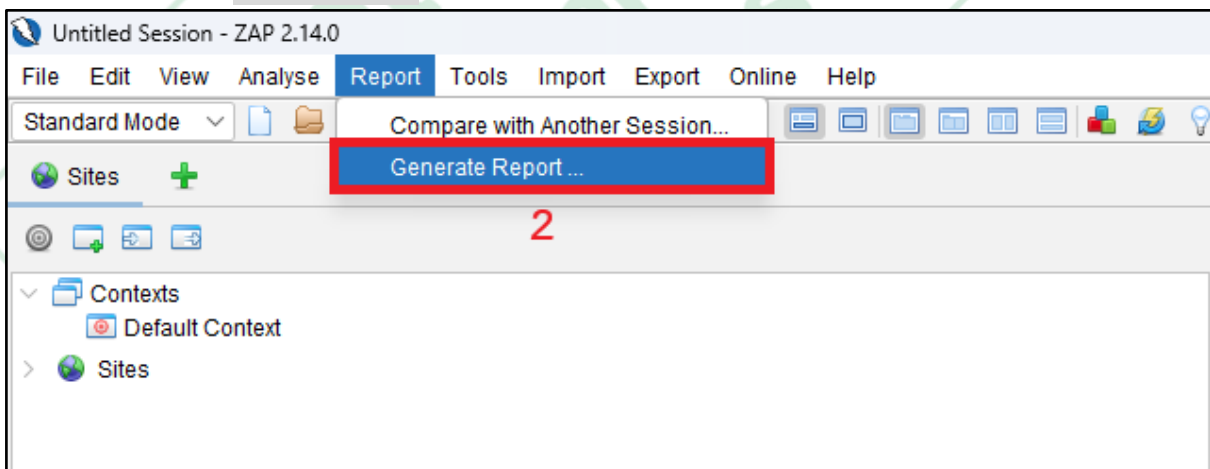 Untitled Session - ZAP 2.14.0
File Edit View Analyse Report Tools Import Export Online Help
Standard Mode
Compare with Another Session...
Generate Report ...
Sites
2
Contexts
Default Context
Sites